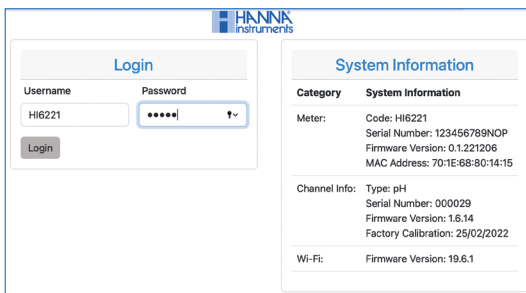 HANNA
instruments
Login
Username Password
HI6221 •••••
Login
System Information
Category System Information
Meter: Code: HI6221
Serial Number: 123456789NOP
Firmware Version: 0.1.221206
MAC Address: 70:1E:68:80:14:15
Channel Info: Type: pH
Serial Number: 000029
Firmware Version: 1.6.14
Factory Calibration: 25/02/2022
Wi-Fi: Firmware Version: 19.6.1